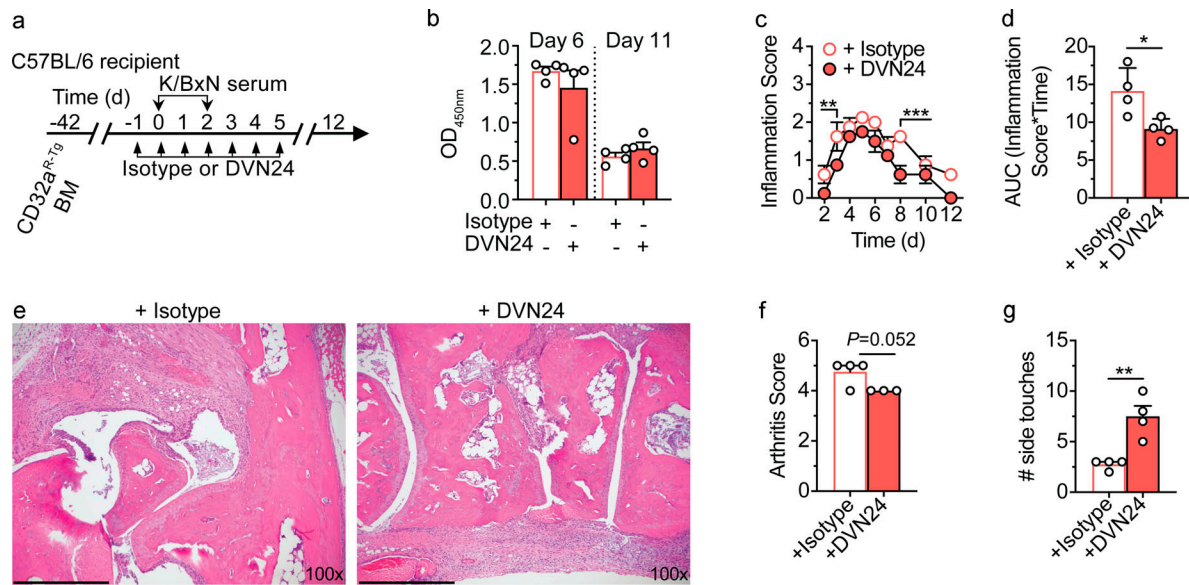 a
C57BL/6 recipient
K/BxN serum
Time (d)
-42 -1 0 1 2 3 4 5 12
Isotype or DVN24
CD32aR-Tg
BM
b
Day 6 Day 11
2.0
1.5
1.0
0.5
0.0
OD450nm
Isotype + - + -
DVN24 - + - +
c
+ Isotype
+ DVN24
** ***
4
3
2
1
0
Inflammation Score
2 4 6 8 10 12
Time (d)
d
*
20
15
10
5
0
AUC (Inflammation
Score*Time)
+ Isotype
+ DVN24
e
+ Isotype + DVN24
100x 100x
f
P=0.052
6
4
2
0
Arthritis Score
+Isotype
+DVN24
g
**
15
10
5
0
# side touches
+Isotype
+DVN24